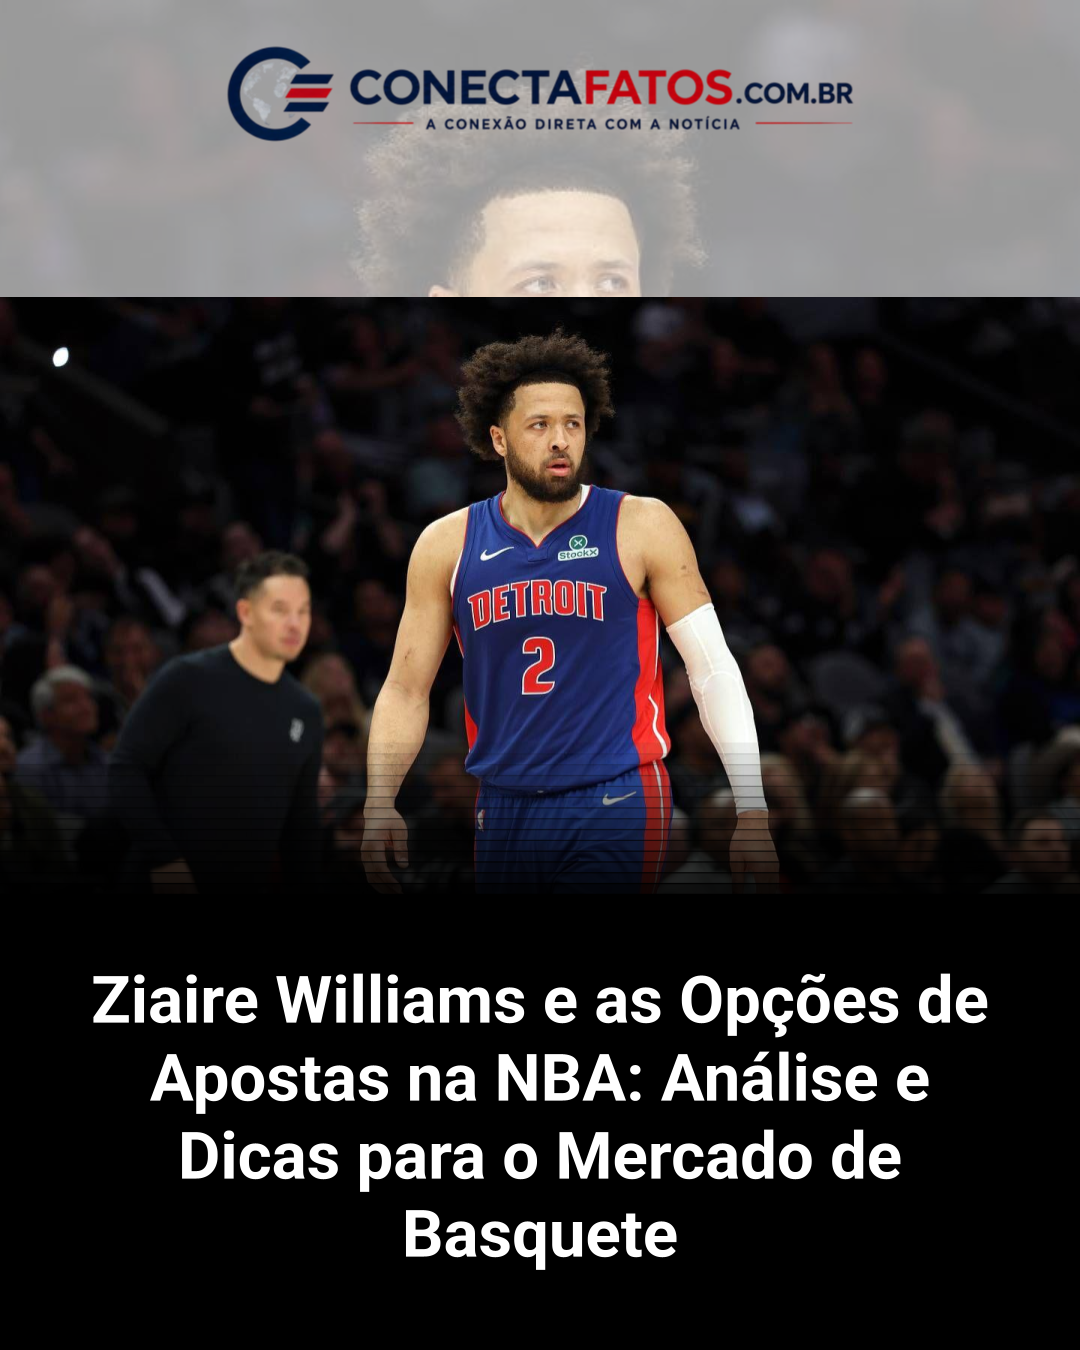 CONECTAFATOS.COM.BR
A CONEXÃO DIRETA COM A NOTÍCIA
StockX
DETROIT
2
Ziaire Williams e as Opções de
Apostas na NBA: Análise e
Dicas para o Mercado de
Basquete